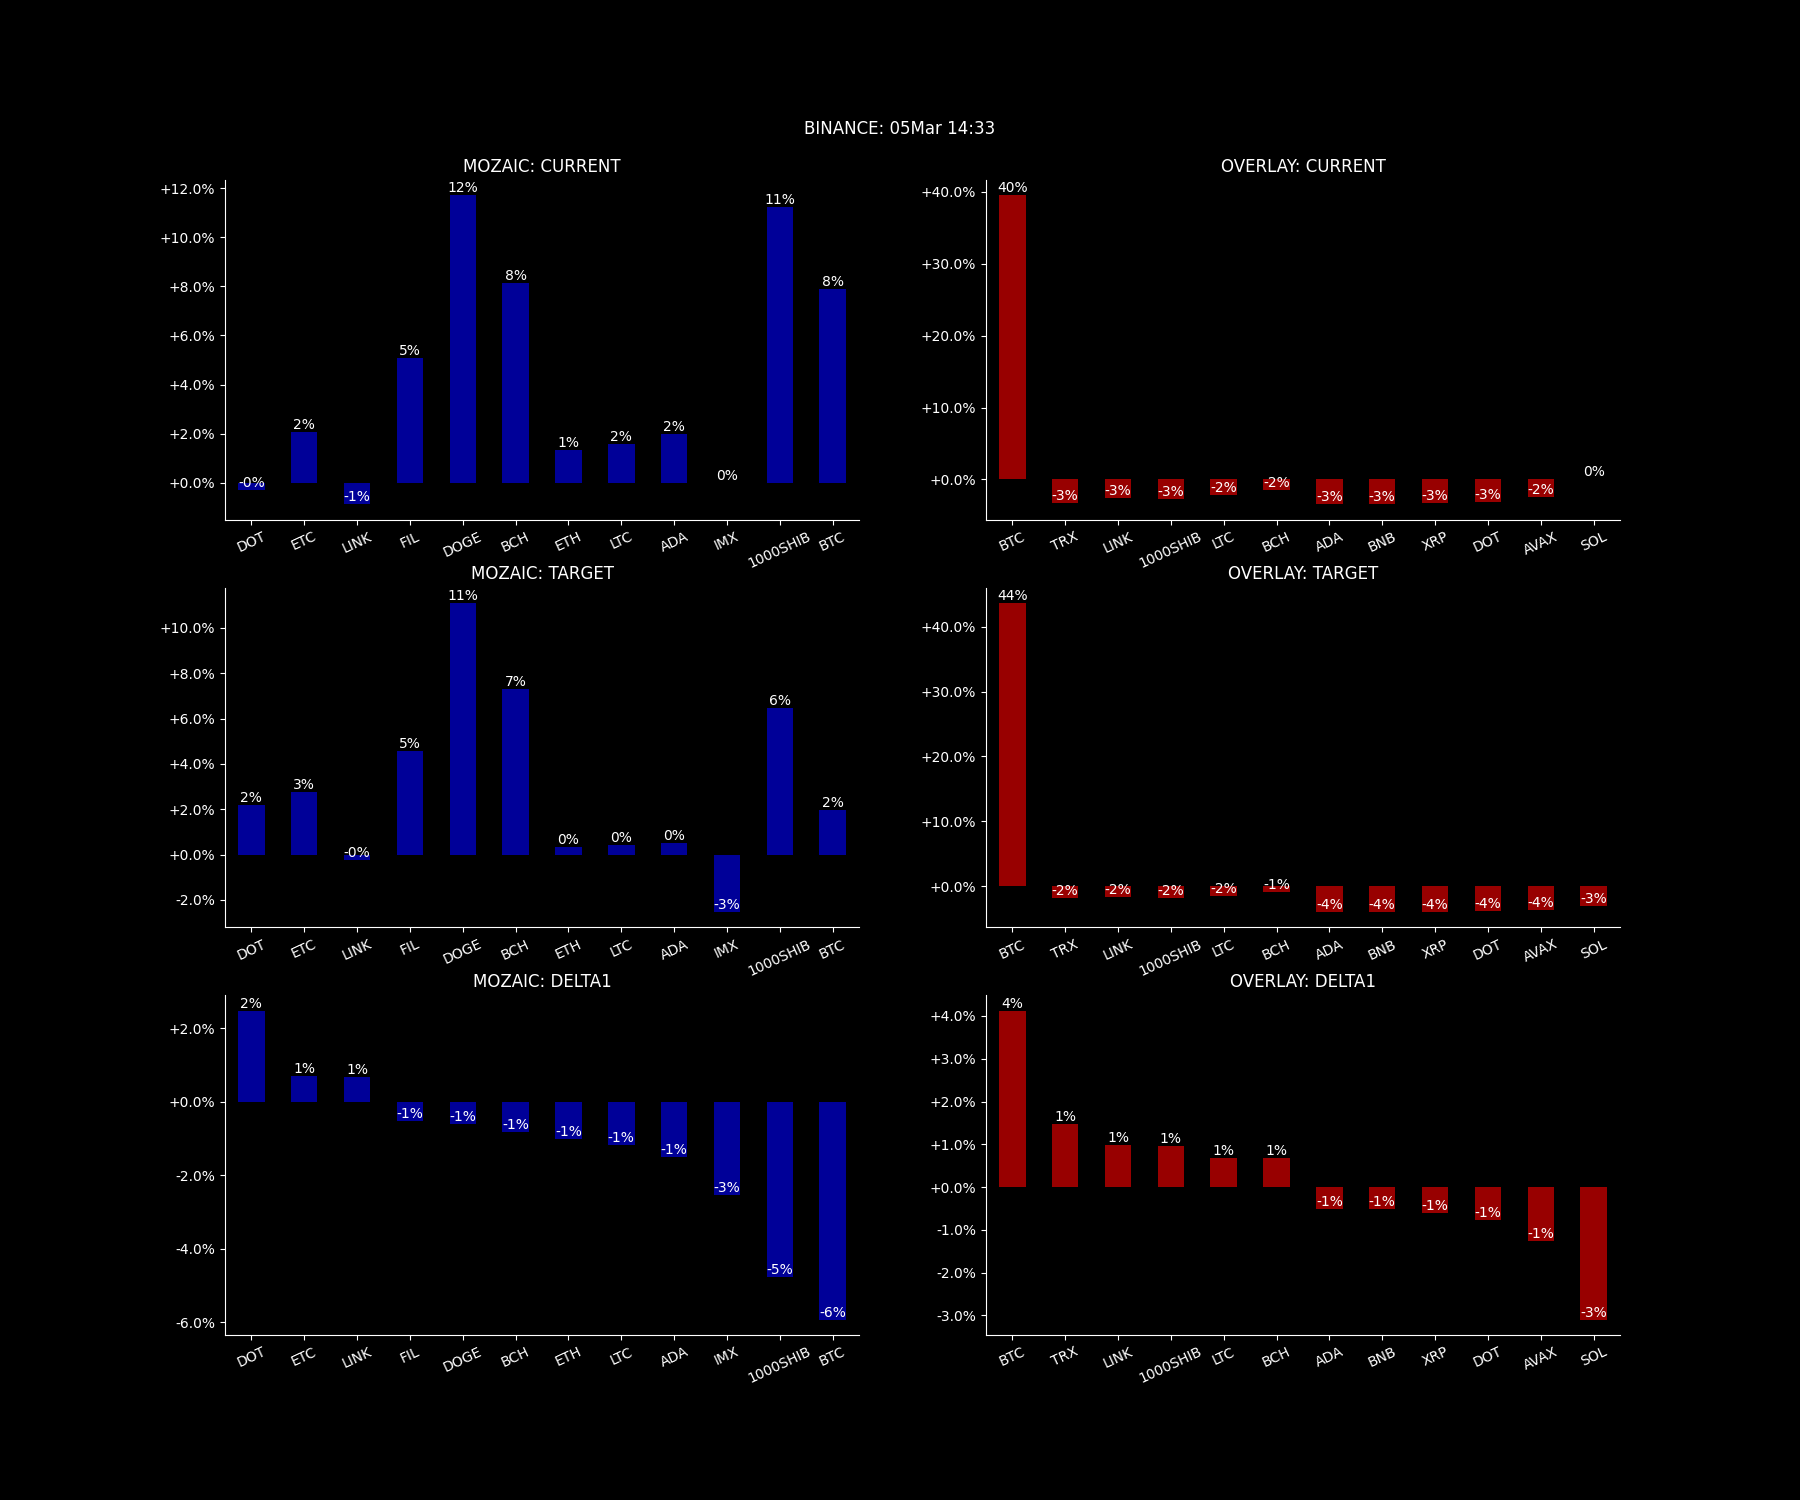 BINANCE: 05Mar 14:33
MOZAIC: CURRENT
+12.0%
+10.0%
+8.0%
+6.0%
+4.0%
+2.0%
+0.0%
-0% 2% -1% 5% 12% 8% 1% 2% 2% 0% 11% 8%
DOT ETC LINK FIL DOGE BCH ETH LTC ADA IMX 1000SHIB BTC
OVERLAY: CURRENT
+40.0%
+30.0%
+20.0%
+10.0%
+0.0%
40% -3% -3% -3% -2% -2% -3% -3% -3% -3% -2% 0%
BTC TRX LINK 1000SHIB LTC BCH ADA BNB XRP DOT AVAX SOL
MOZAIC: TARGET
+10.0%
+8.0%
+6.0%
+4.0%
+2.0%
+0.0%
-2.0%
2% 3% -0% 5% 11% 7% 0% 0% 0% -3% 6% 2%
DOT ETC LINK FIL DOGE BCH ETH LTC ADA IMX 1000SHIB BTC
OVERLAY: TARGET
+40.0%
+30.0%
+20.0%
+10.0%
+0.0%
44% -2% -2% -2% -2% -1% -4% -4% -4% -4% -4% -3%
BTC TRX LINK 1000SHIB LTC BCH ADA BNB XRP DOT AVAX SOL
MOZAIC: DELTA1
+2.0%
+0.0%
-2.0%
-4.0%
-6.0%
2% 1% 1% -1% -1% -1% -1% -1% -1% -3% -5% -6%
DOT ETC LINK FIL DOGE BCH ETH LTC ADA IMX 1000SHIB BTC
OVERLAY: DELTA1
+4.0%
+3.0%
+2.0%
+1.0%
+0.0%
-1.0%
-2.0%
-3.0%
4% 1% 1% 1% 1% 1% -1% -1% -1% -1% -1% -3%
BTC TRX LINK 1000SHIB LTC BCH ADA BNB XRP DOT AVAX SOL